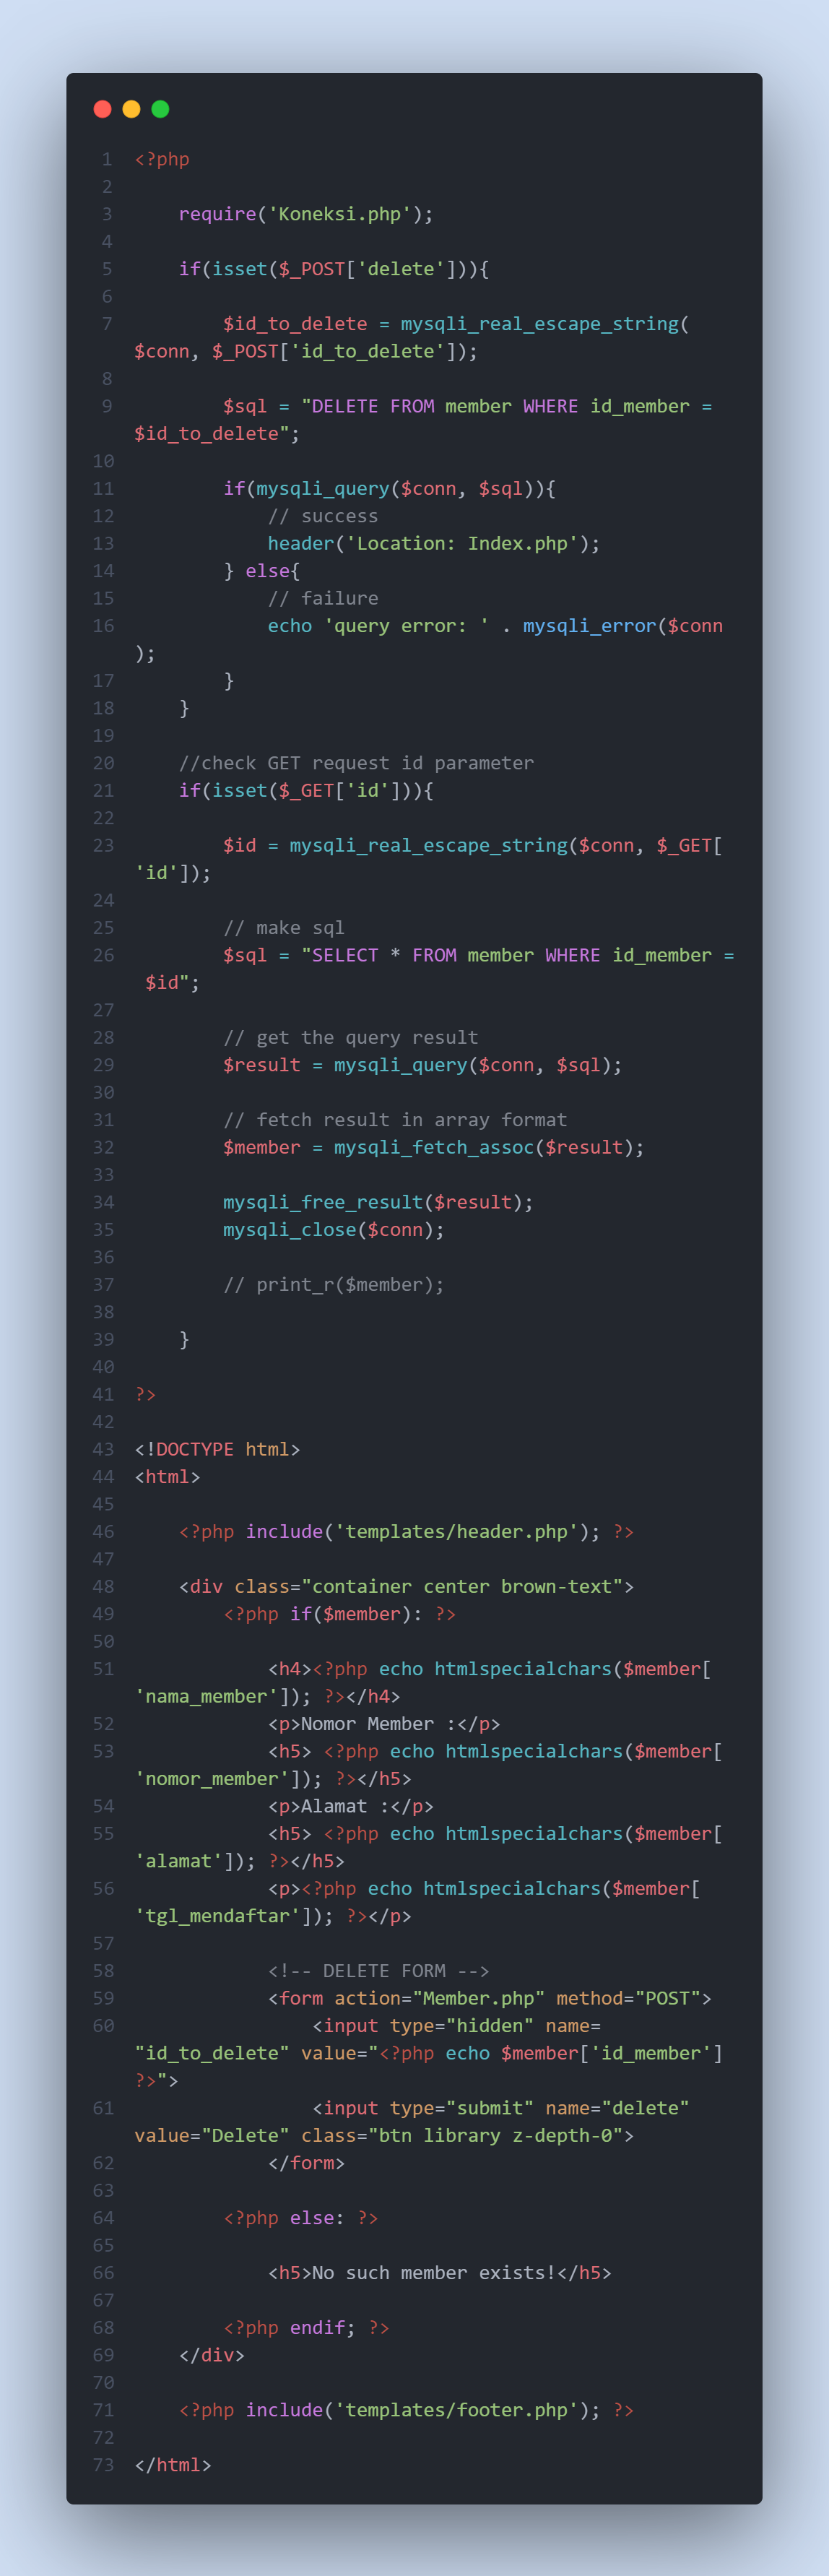 1 <?php
2
3     require('Koneksi.php');
4
5     if(isset($_POST['delete'])){
6
7         $id_to_delete = mysqli_real_escape_string(
$conn, $_POST['id_to_delete']);
8
9         $sql = "DELETE FROM member WHERE id_member =
$id_to_delete";
10
11         if(mysqli_query($conn, $sql)){
12             // success
13             header('Location: Index.php');
14         } else{
15             // failure
16             echo 'query error: ' . mysqli_error($conn
);
17         }
18     }
19
20     //check GET request id parameter
21     if(isset($_GET['id'])){
22
23         $id = mysqli_real_escape_string($conn, $_GET[
'id']);
24
25         // make sql
26         $sql = "SELECT * FROM member WHERE id_member =
 $id";
27
28         // get the query result
29         $result = mysqli_query($conn, $sql);
30
31         // fetch result in array format
32         $member = mysqli_fetch_assoc($result);
33
34         mysqli_free_result($result);
35         mysqli_close($conn);
36
37         // print_r($member);
38
39     }
40
41 ?>
42
43 <!DOCTYPE html>
44 <html>
45
46     <?php include('templates/header.php'); ?>
47
48     <div class="container center brown-text">
49         <?php if($member): ?>
50
51             <h4><?php echo htmlspecialchars($member[
'nama_member']); ?></h4>
52             <p>Nomor Member :</p>
53             <h5> <?php echo htmlspecialchars($member[
'nomor_member']); ?></h5>
54             <p>Alamat :</p>
55             <h5> <?php echo htmlspecialchars($member[
'alamat']); ?></h5>
56             <p><?php echo htmlspecialchars($member[
'tgl_mendaftar']); ?></p>
57
58             <!-- DELETE FORM -->
59             <form action="Member.php" method="POST">
60                 <input type="hidden" name=
"id_to_delete" value="<?php echo $member['id_member']
?>">
61                 <input type="submit" name="delete"
value="Delete" class="btn library z-depth-0">
62             </form>
63
64         <?php else: ?>
65
66             <h5>No such member exists!</h5>
67
68         <?php endif; ?>
69     </div>
70
71     <?php include('templates/footer.php'); ?>
72
73 </html>